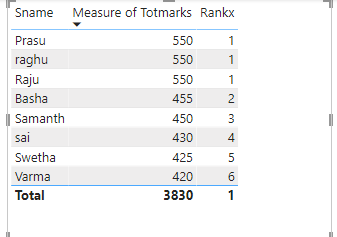 Sname Measure of Totmarks Rankx
Prasu 550 1
raghu 550 1
Raju 550 1
Basha 455 2
Samanth 450 3
sai 430 4
Swetha 425 5
Varma 420 6
Total 3830 1